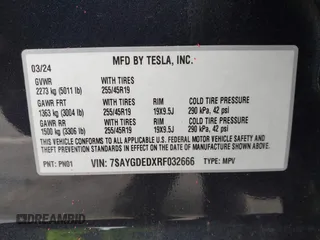 MFD BY TESLA, INC.
03/24
GVWR WITH TIRES
2273 kg (5011 lb) 255/45R19
GAWR FRT WITH TIRES RIM COLD TIRE PRESSURE
1363 kg (3004 lb) 255/45R19 19X9.5J 290 kPa, 42 psi
GAWR RR WITH TIRES RIM COLD TIRE PRESSURE
1500 kg (3306 lb) 255/45R19 19X9.5J 290 kPa, 42 psi
THIS VEHICLE CONFORMS TO ALL APPLICABLE U.S. FEDERAL MOTOR
VEHICLE SAFETY AND THEFT PREVENTION STANDARDS IN EFFECT ON THE
DATE OF MANUFACTURE SHOWN ABOVE.
PNT: PN01 VIN: 7SAYGDEDXRF032666 TYPE: MPV
DREAMBID